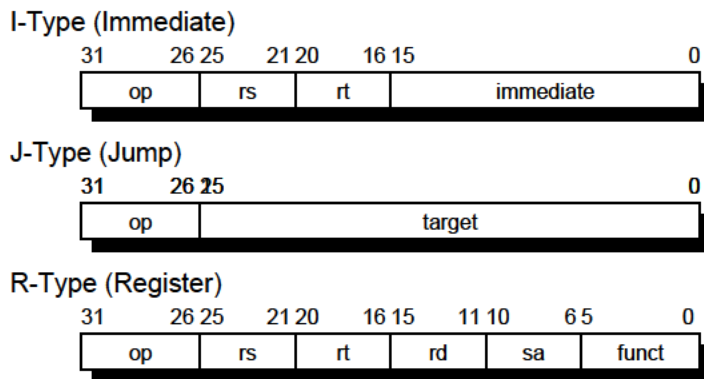 I-Type (Immediate)
31 26 25 21 20 16 15 0
op rs rt immediate
J-Type (Jump)
31 26 25 0
op target
R-Type (Register)
31 26 25 21 20 16 15 11 10 6 5 0
op rs rt rd sa funct